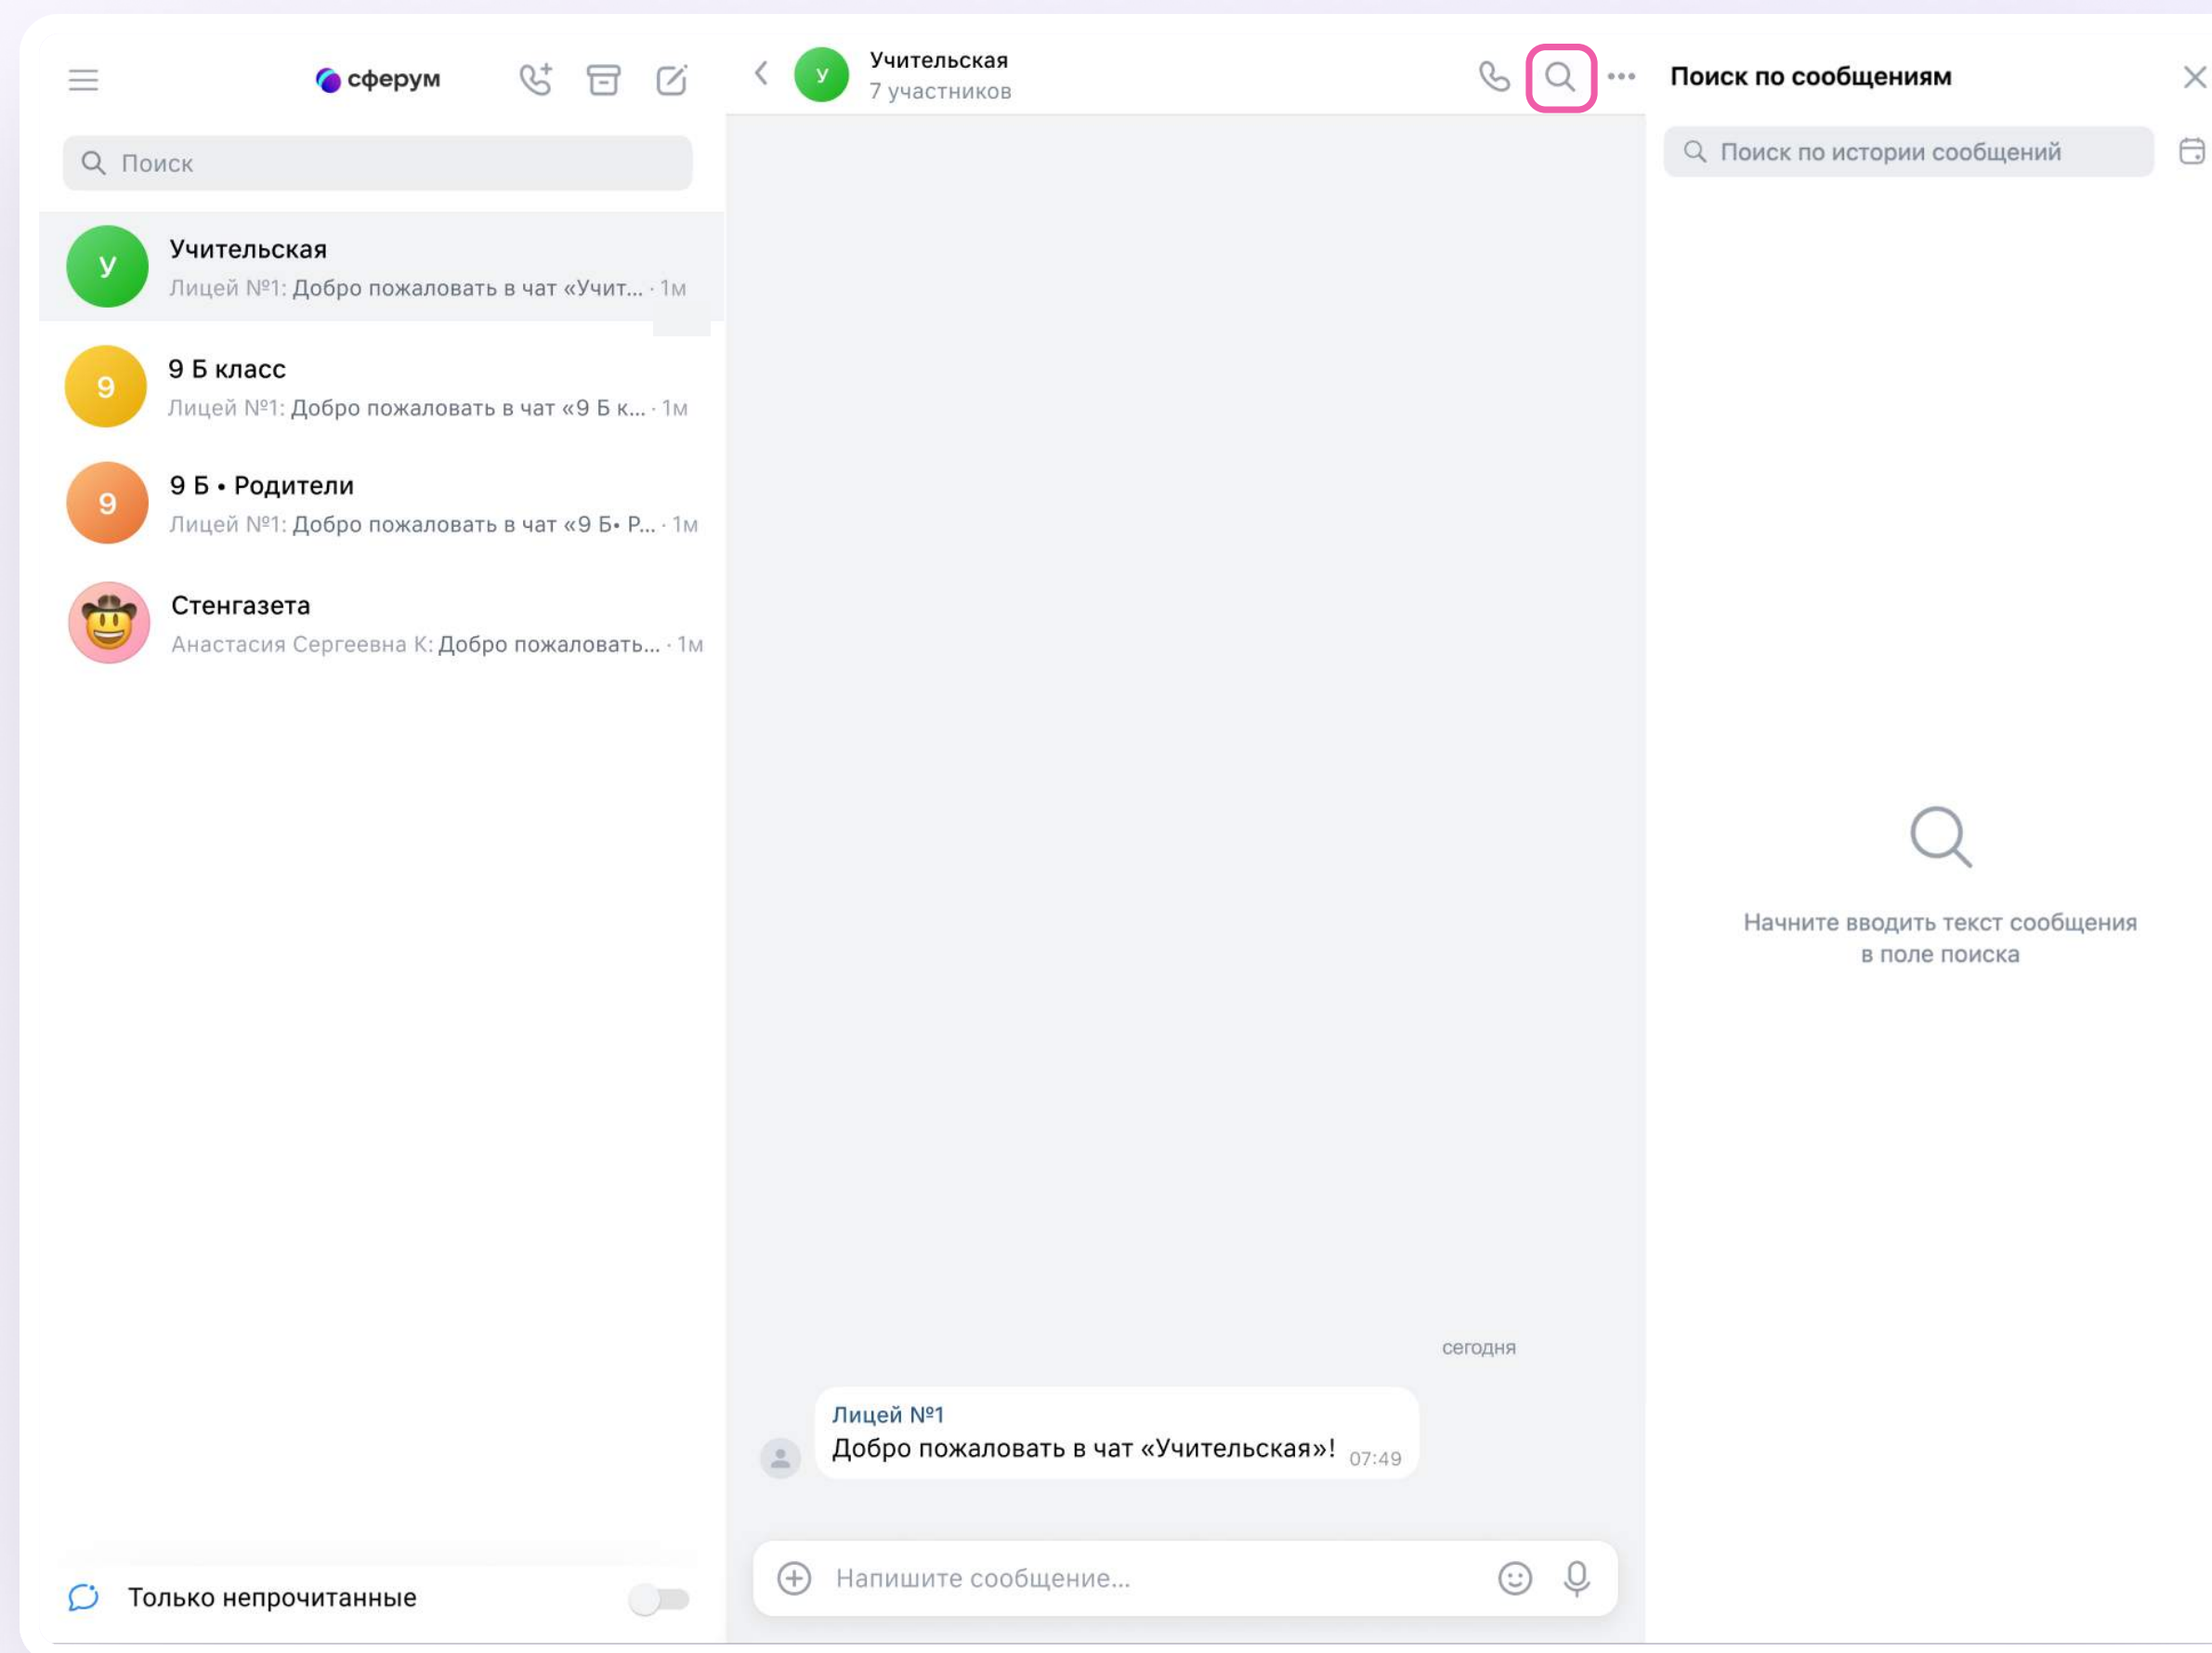 сферум
Поиск
У
Учительская
Лицей №1: Добро пожаловать в чат «Учит... · 1м
9
9 Б класс
Лицей №1: Добро пожаловать в чат «9 Б к... · 1м
9
9 Б • Родители
Лицей №1: Добро пожаловать в чат «9 Б• Р... · 1м
Стенгазета
Анастасия Сергеевна К: Добро пожаловать... · 1м
Только непрочитанные
У
Учительская
7 участников
сегодня
Лицей №1
Добро пожаловать в чат «Учительская»! 07:49
Напишите сообщение...
Поиск по сообщениям
Поиск по истории сообщений
Начните вводить текст сообщения
в поле поиска